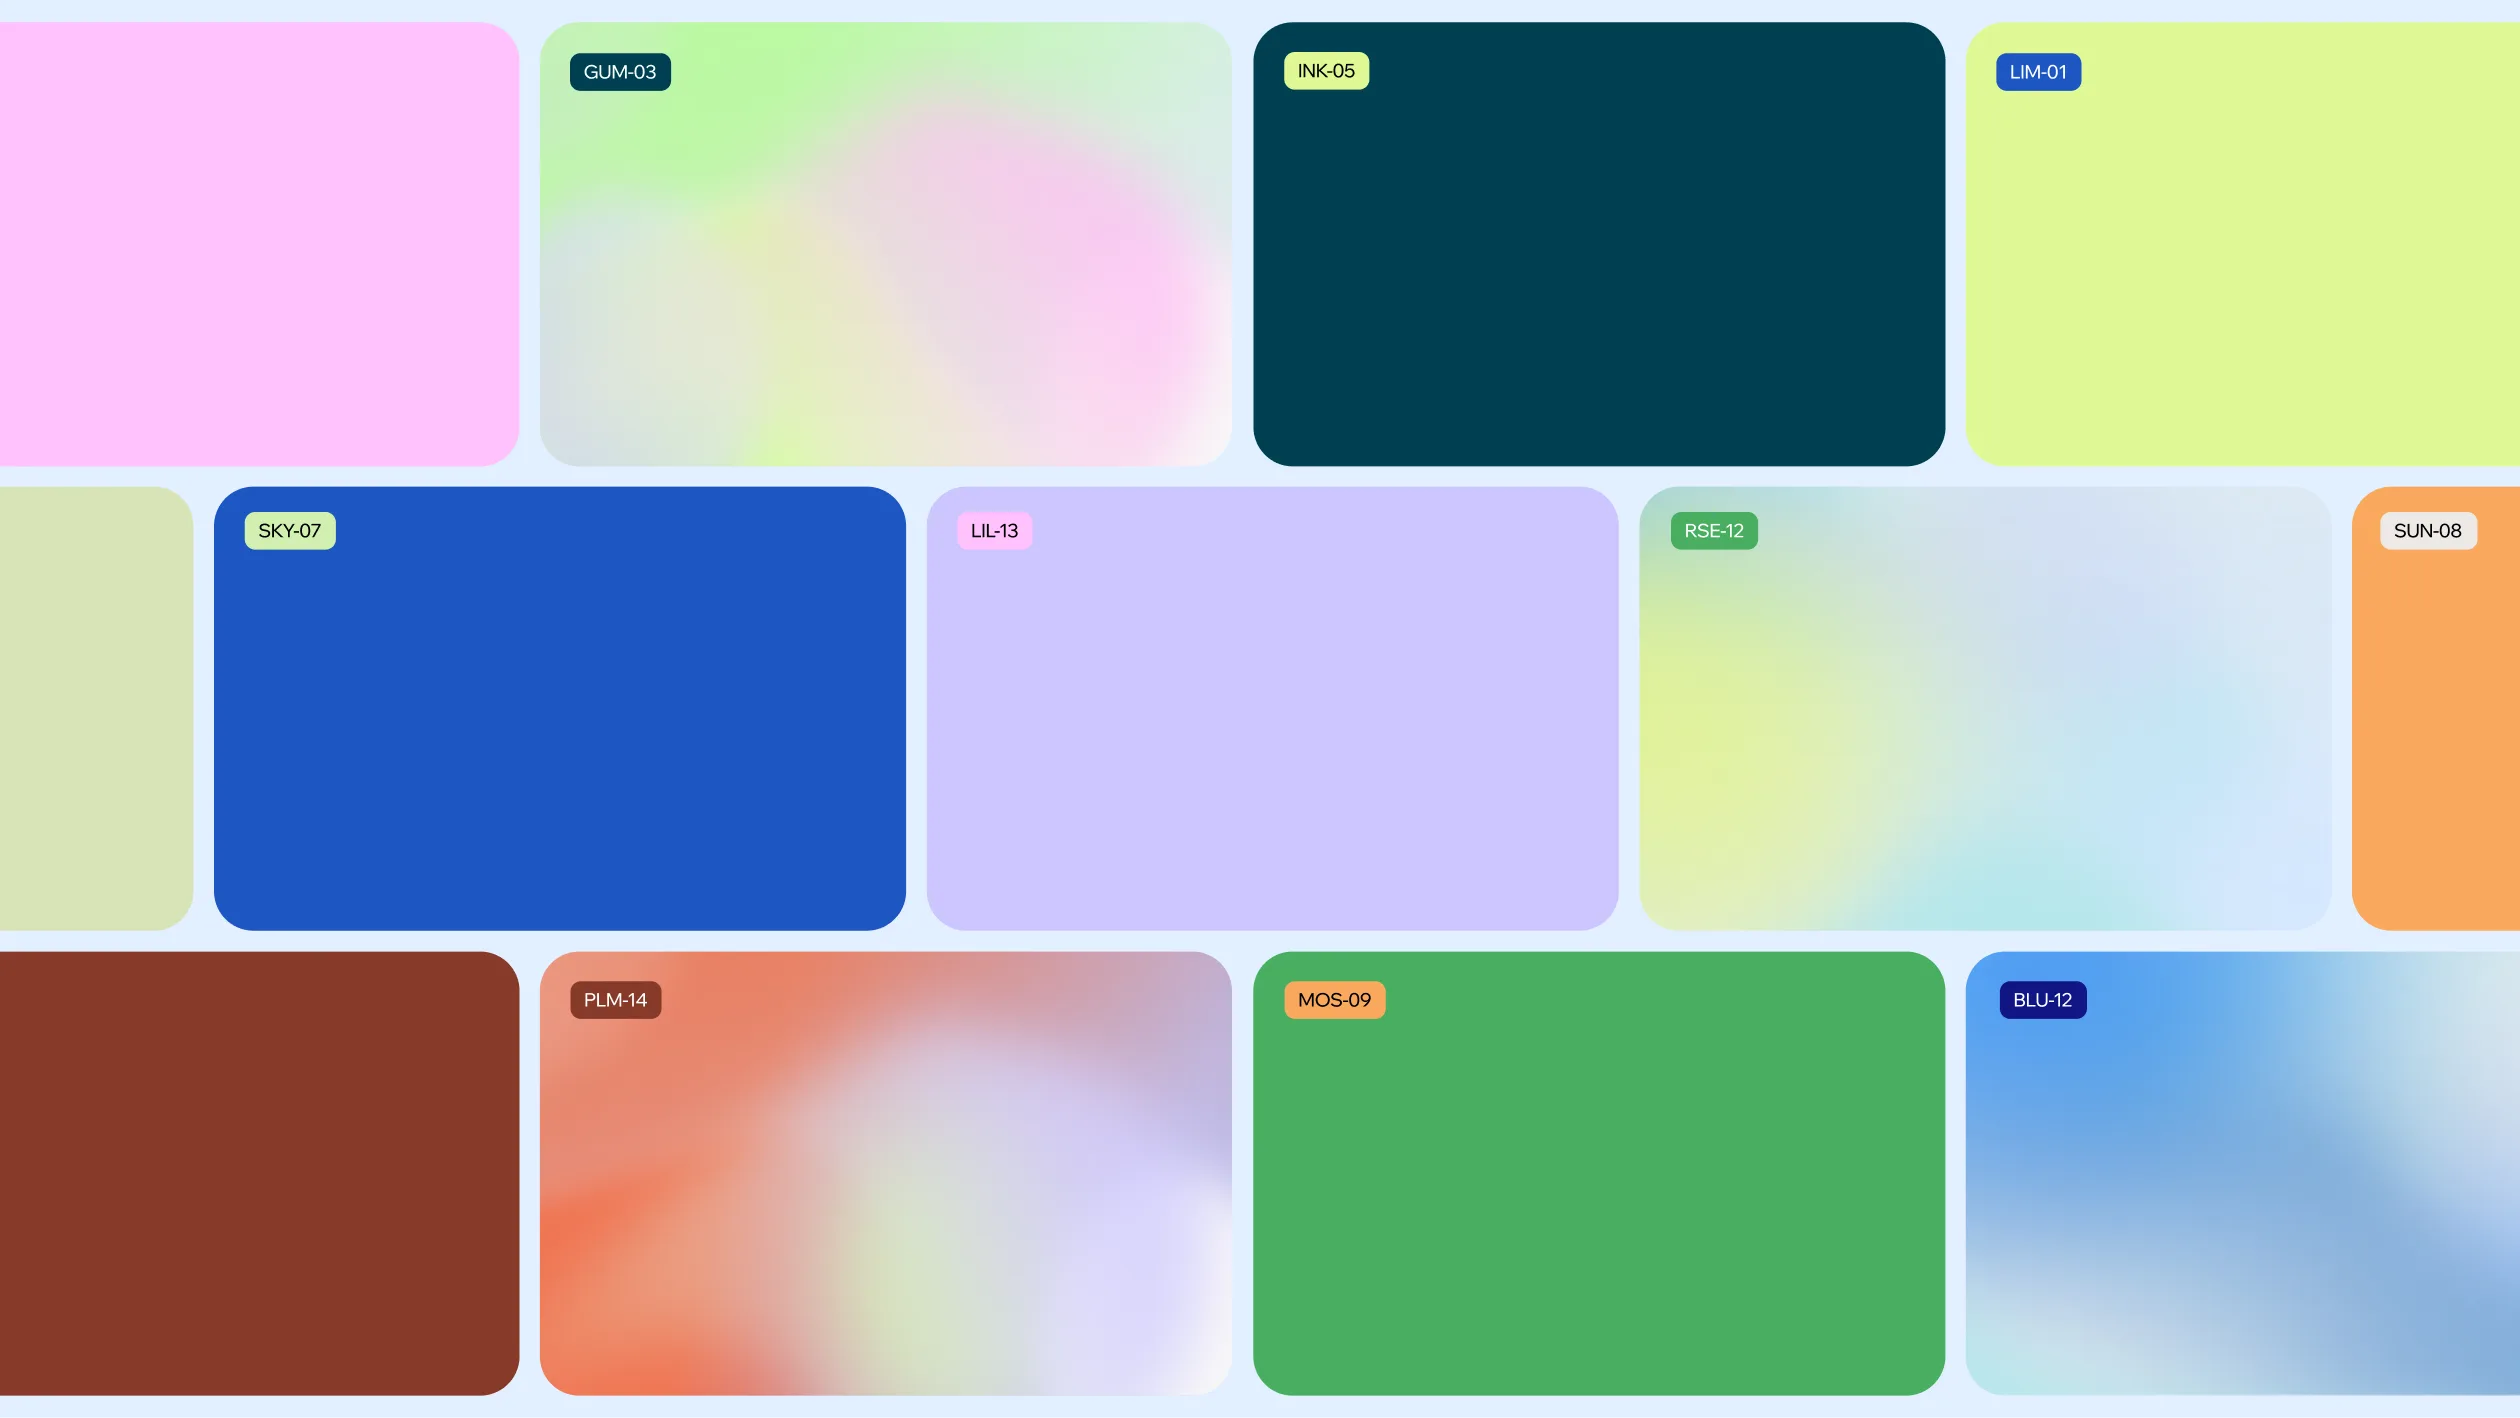 GUM-03
INK-05
LIM-01
SKY-07
LIL-13
RSE-12
SUN-08
PLM-14
MOS-09
BLU-12